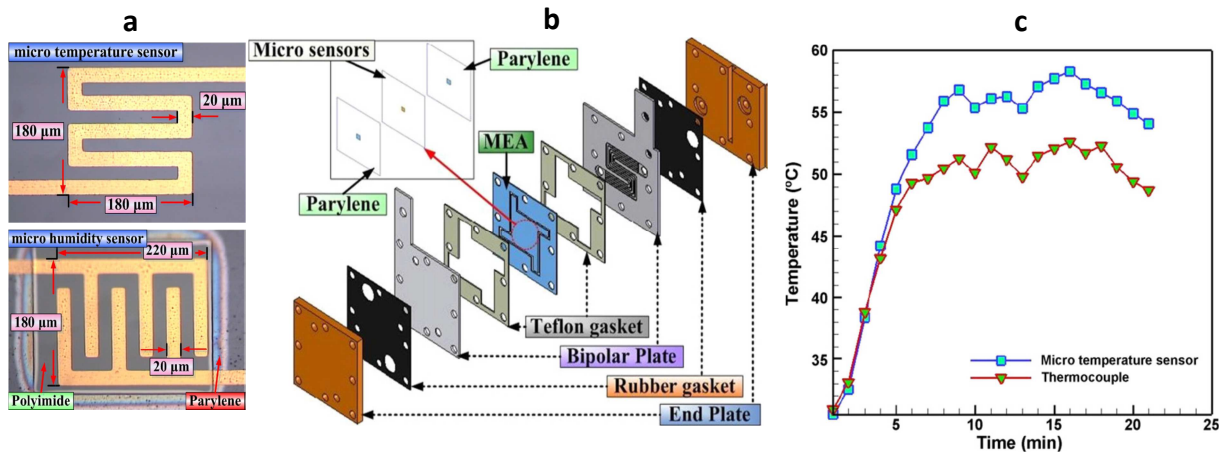 a
micro temperature sensor
20 µm
180 µm
180 µm
micro humidity sensor
220 µm
180 µm
20 µm
Polyimide
Parylene
b
Micro sensors
Parylene
MEA
Parylene
Teflon gasket
Bipolar Plate
Rubber gasket
End Plate
c
60
55
50
45
40
35
Temperature (ºC)
Micro temperature sensor
Thermocouple
5
10
15
20
25
Time (min)